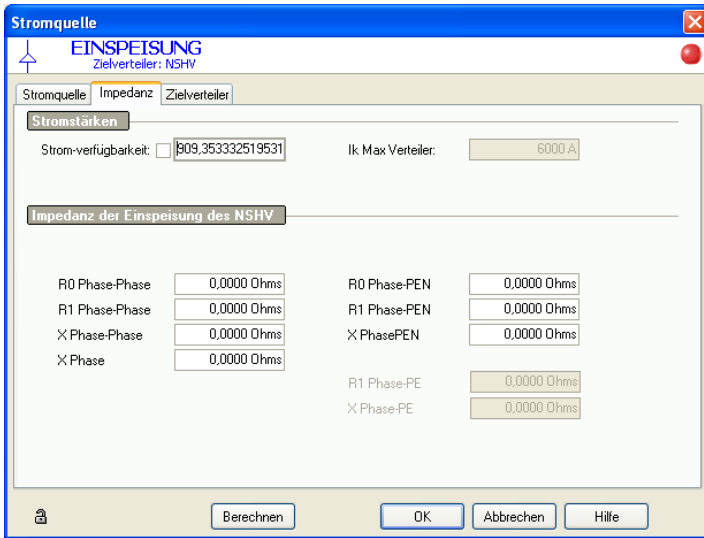 Stromquelle
EINSPEISUNG
Zielverteiler: NSHV
Stromquelle Impedanz Zielverteiler
Stromstärken
Strom-verfügbarkeit: 909,353332519531 Ik Max Verteiler: 6000 A
Impedanz der Einspeisung des NSHV
R0 Phase-Phase 0,0000 Ohms R0 Phase-PEN 0,0000 Ohms
R1 Phase-Phase 0,0000 Ohms R1 Phase-PEN 0,0000 Ohms
X Phase-Phase 0,0000 Ohms X PhasePEN 0,0000 Ohms
X Phase 0,0000 Ohms
R1 Phase-PE 0,0000 Ohms
X Phase-PE 0,0000 Ohms
Berechnen OK Abbrechen Hilfe